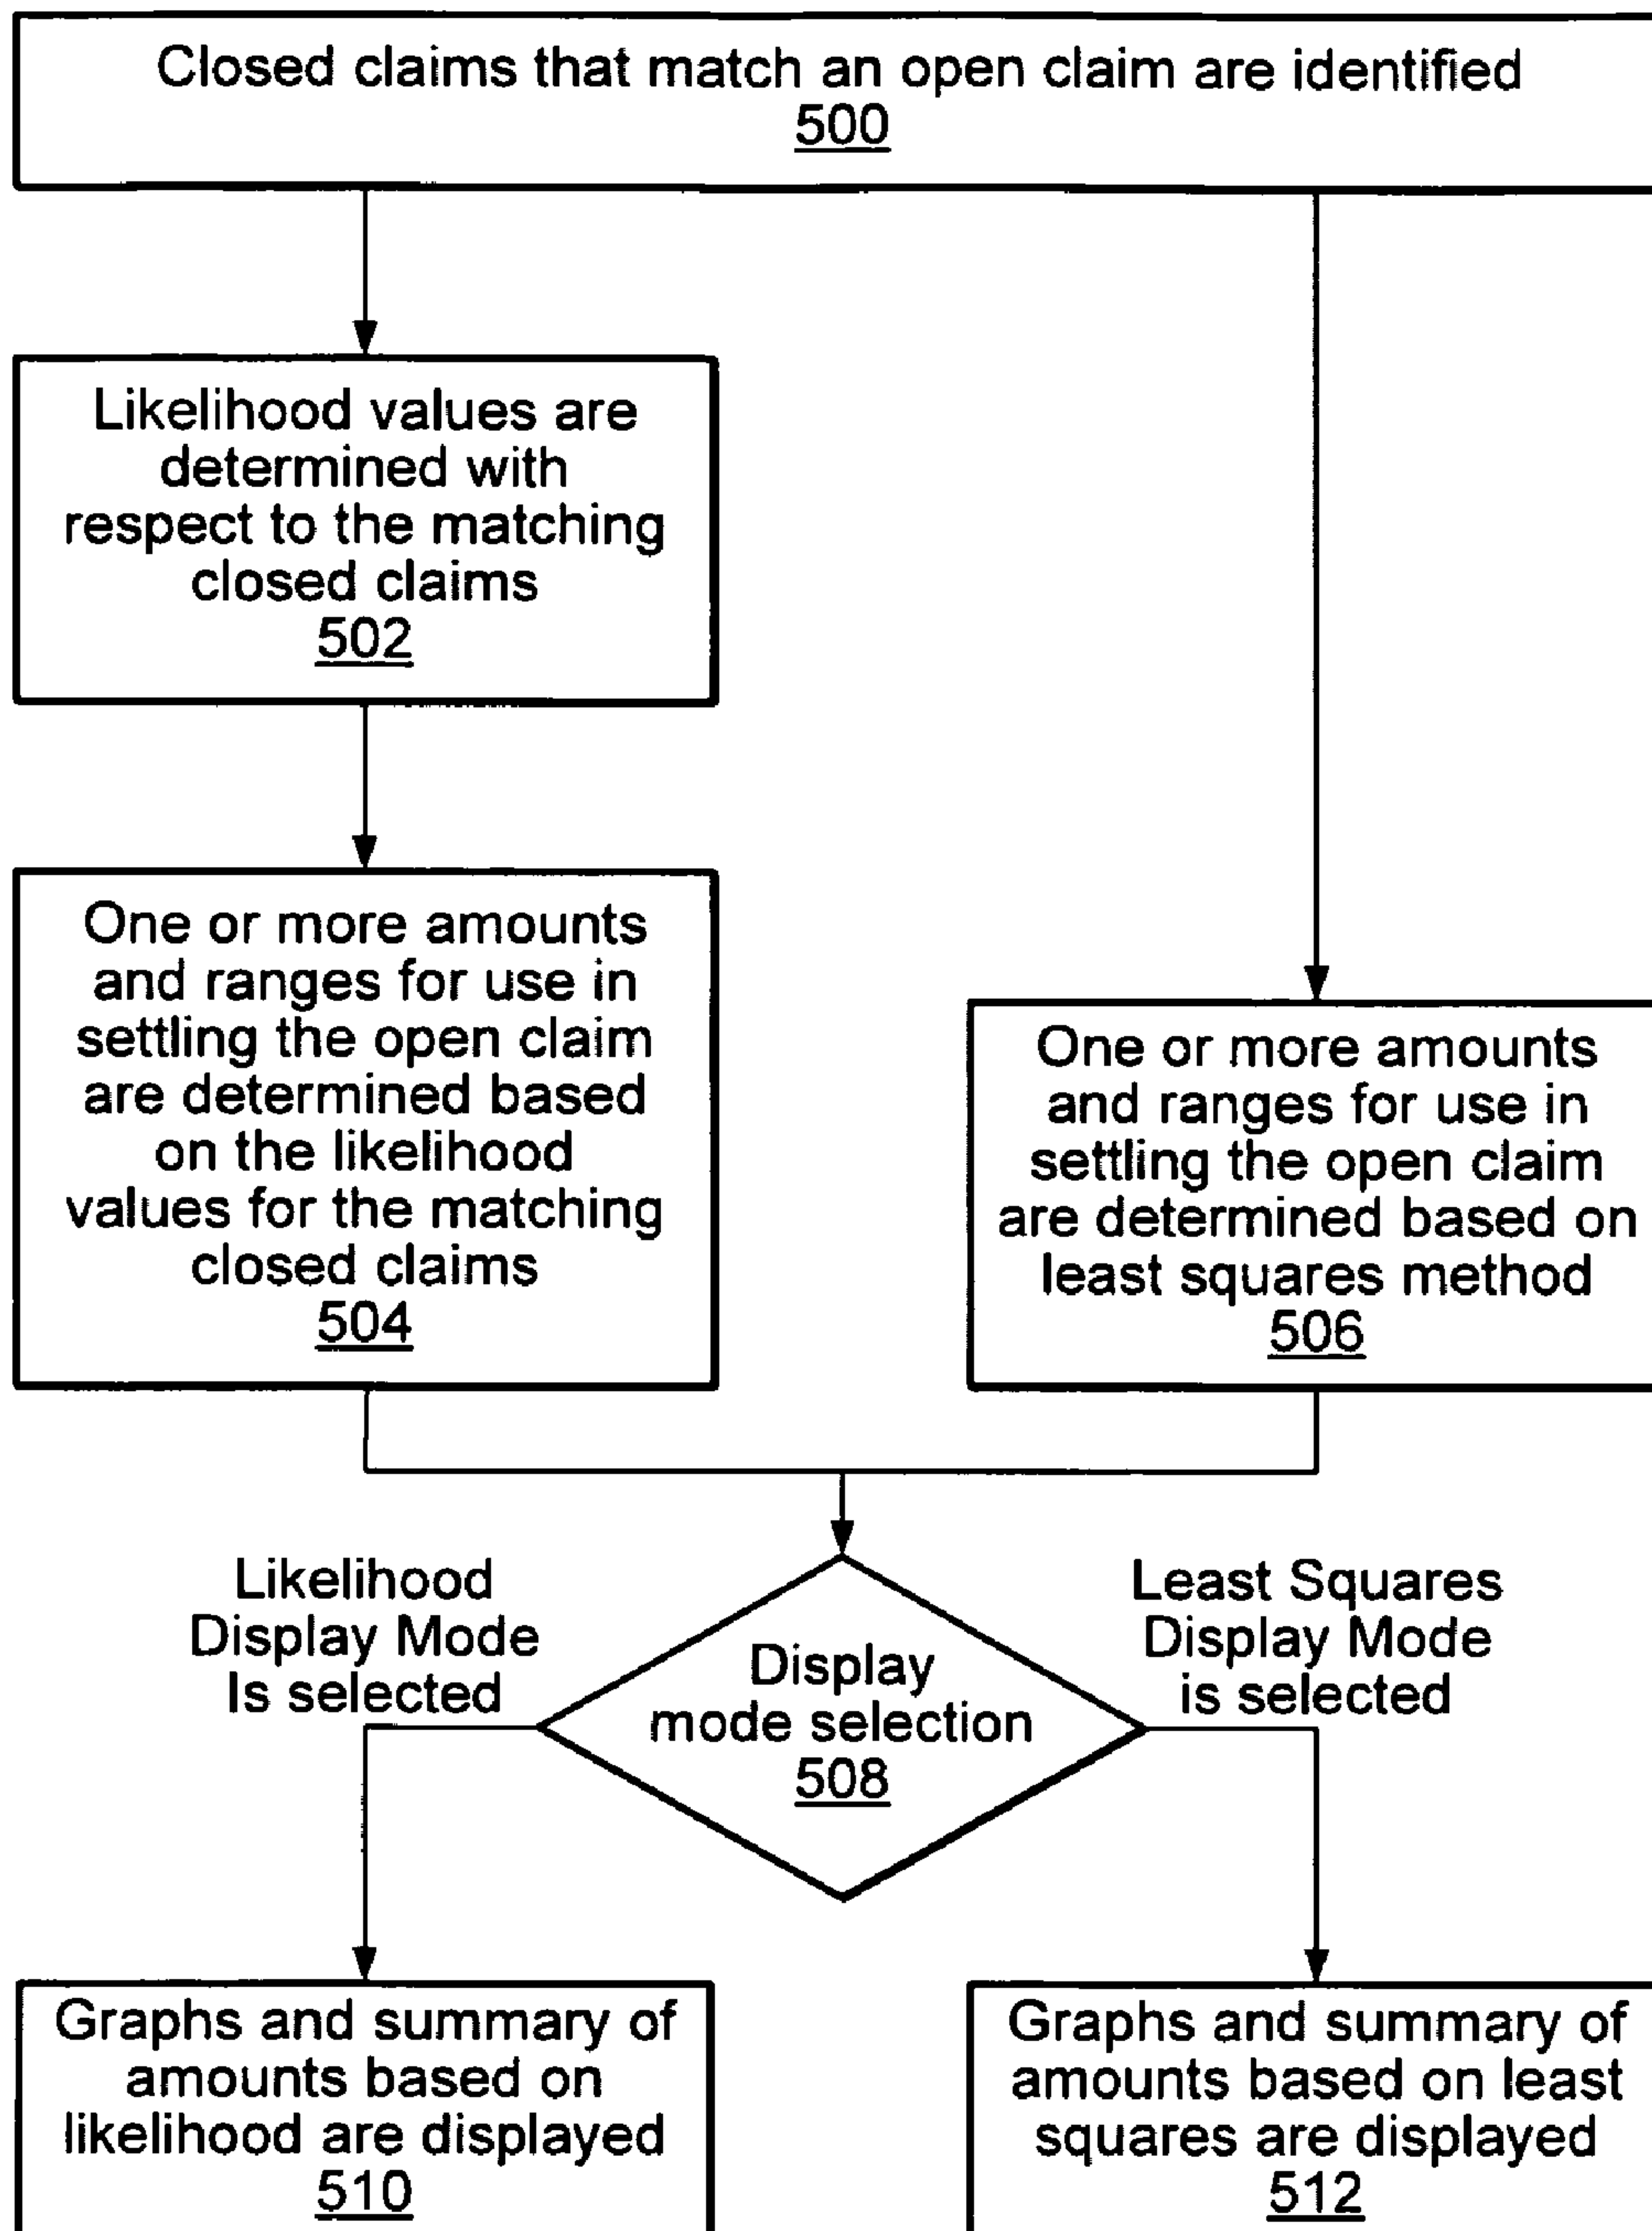 Closed claims that match an open claim are identified
500
Likelihood values are
determined with
respect to the matching
closed claims
502
One or more amounts
and ranges for use in
settling the open claim
are determined based
on the likelihood
values for the matching
closed claims
504
One or more amounts
and ranges for use in
settling the open claim
are determined based on
least squares method
506
Likelihood
Display Mode
Is selected
Display
mode selection
508
Least Squares
Display Mode
is selected
Graphs and summary of
amounts based on
likelihood are displayed
510
Graphs and summary of
amounts based on least
squares are displayed
512